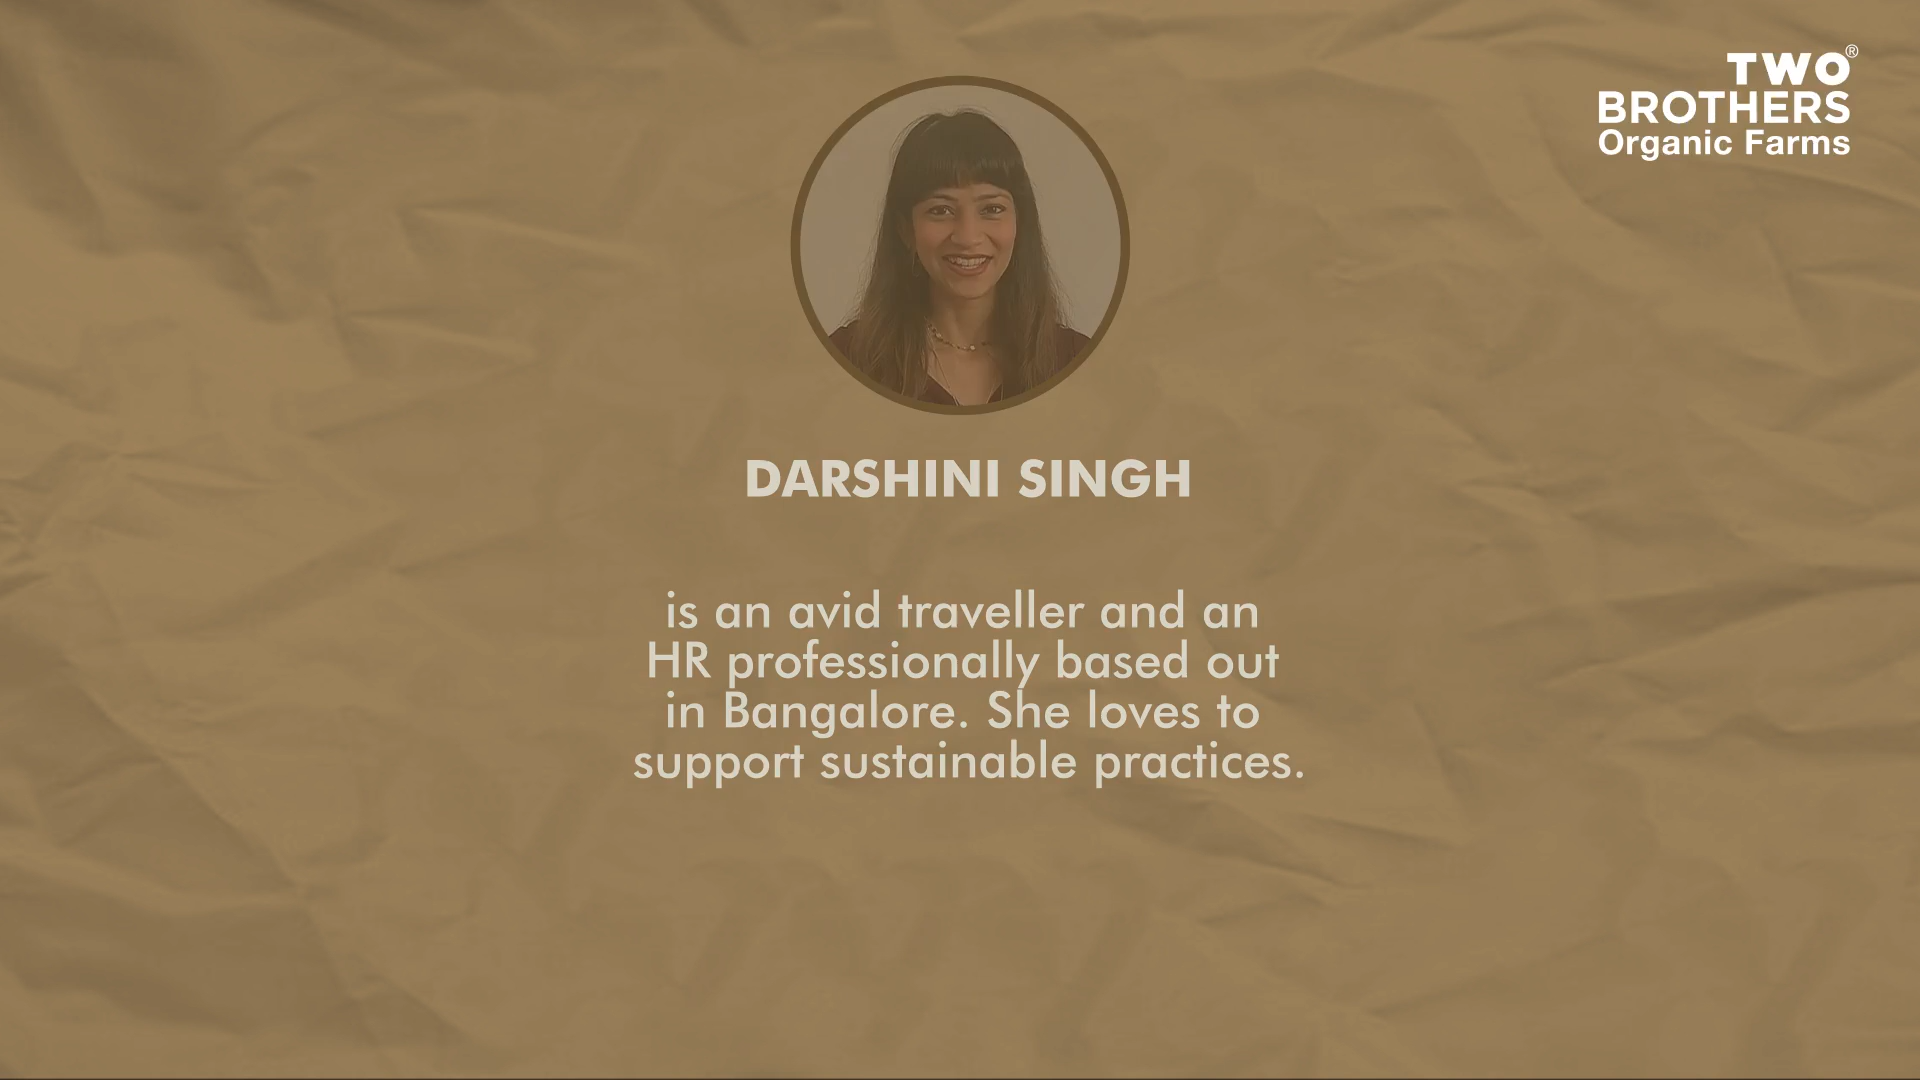 TWO®
BROTHERS
Organic Farms
DARSHINI SINGH
is an avid traveller and an
HR professionally based out
in Bangalore. She loves to
support sustainable practices.